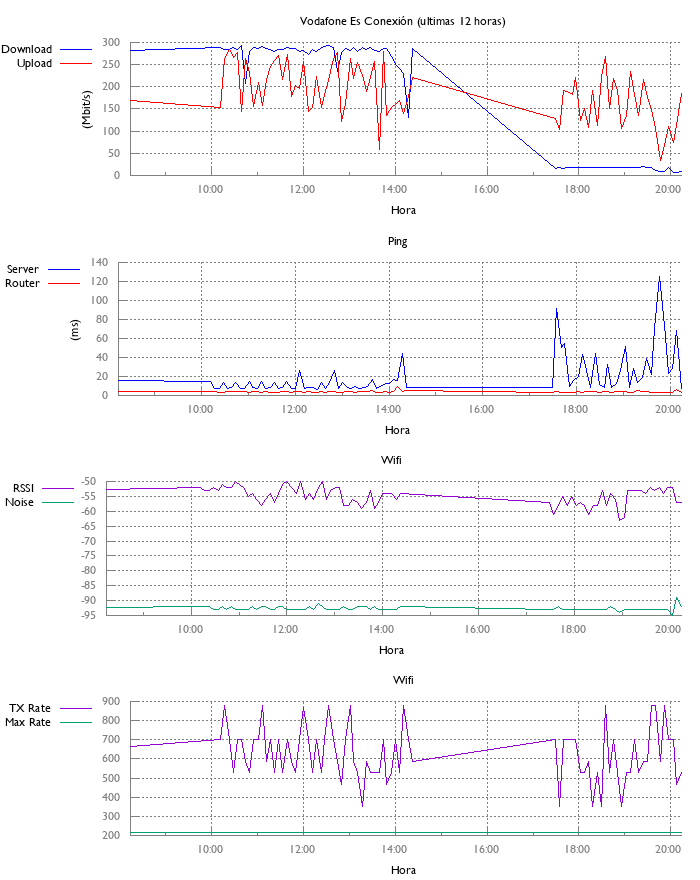 Vodafone Es Conexión (ultimas 12 horas)
Download
Upload
(Mbit/s)
300
250
200
150
100
50
0
10:00 12:00 14:00 16:00 18:00 20:00
Hora
Ping
Server
Router
(ms)
140
120
100
80
60
40
20
0
10:00 12:00 14:00 16:00 18:00 20:00
Hora
Wifi
RSSI
Noise
-50
-55
-60
-65
-70
-75
-80
-85
-90
-95
10:00 12:00 14:00 16:00 18:00 20:00
Hora
Wifi
TX Rate
Max Rate
900
800
700
600
500
400
300
200
10:00 12:00 14:00 16:00 18:00 20:00
Hora